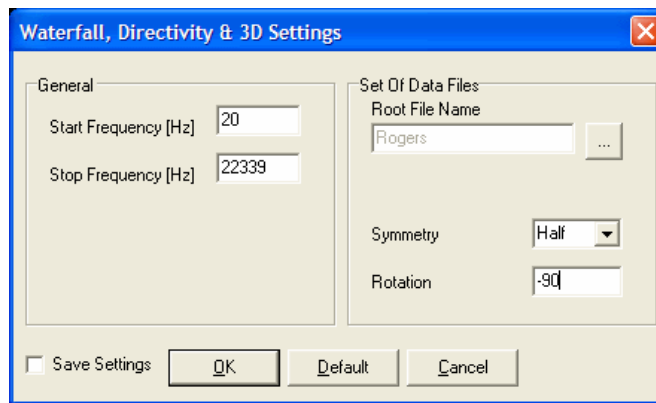 Waterfall, Directivity & 3D Settings
General
Start Frequency [Hz] 20
Stop Frequency [Hz] 22339
Set Of Data Files
Root File Name
Rogers ...
Symmetry Half
Rotation -90
Save Settings OK Default Cancel